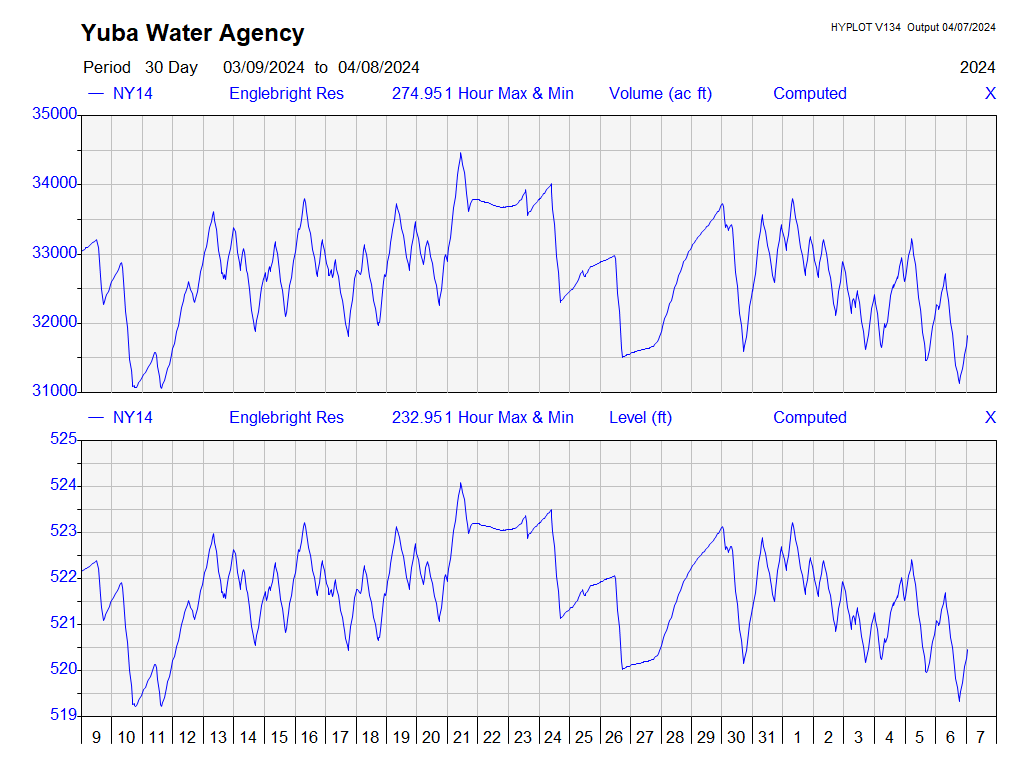 Yuba Water Agency
HYPLOT V134 Output 04/07/2024
Period 30 Day 03/09/2024 to 04/08/2024 2024
— NY14 Englebright Res 274.95 1 Hour Max & Min Volume (ac ft) Computed X
35000
34000
33000
32000
31000
— NY14 Englebright Res 232.95 1 Hour Max & Min Level (ft) Computed X
525
524
523
522
521
520
519
9 10 11 12 13 14 15 16 17 18 19 20 21 22 23 24 25 26 27 28 29 30 31 1 2 3 4 5 6 7